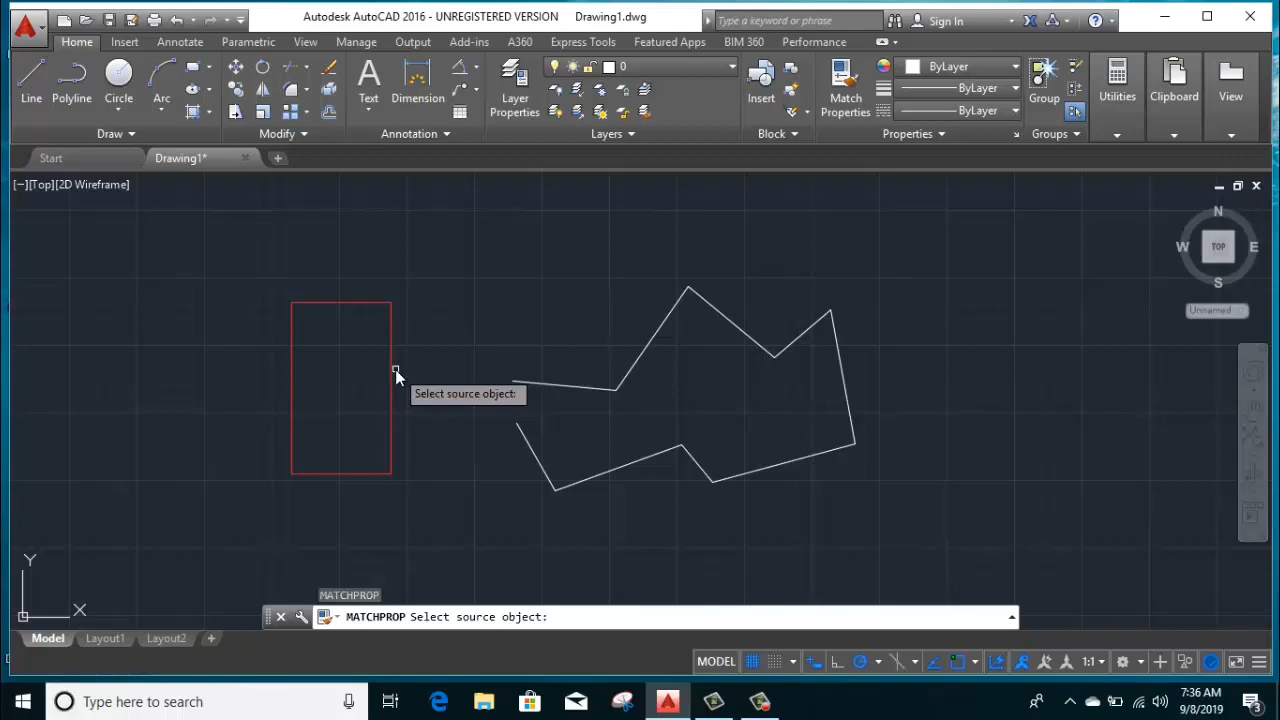 Autodesk AutoCAD 2016 - UNREGISTERED VERSION Drawing1.dwg
Type a keyword or phrase
Sign In
Home Insert Annotate Parametric View Manage Output Add-ins A360 Express Tools Featured Apps BIM 360 Performance
Line
Polyline
Circle
Arc
Draw
Modify
Text
Dimension
Annotation
Layer
Properties
0
Layers
Insert
Block
Match
Properties
ByLayer
ByLayer
ByLayer
Properties
Group
Groups
Utilities
Clipboard
View
Start Drawing1*
[−][Top][2D Wireframe]
N
W TOP E
S
Unnamed
Select source object:
Y
X
MATCHPROP
MATCHPROP Select source object:
Model Layout1 Layout2
MODEL 1:1
Type here to search
7:36 AM
9/8/2019
3